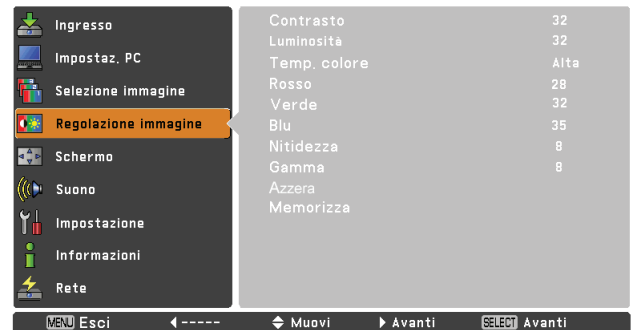 Ingresso
Impostaz. PC
Selezione immagine
Regolazione immagine
Schermo
Suono
Impostazione
Informazioni
Rete
Contrasto 32
Luminosità 32
Temp. colore Alta
Rosso 28
Verde 32
Blu 35
Nitidezza 8
Gamma 8
Azzera
Memorizza
MENU Esci ◀ ----- Muovi ▶ Avanti SELECT Avanti